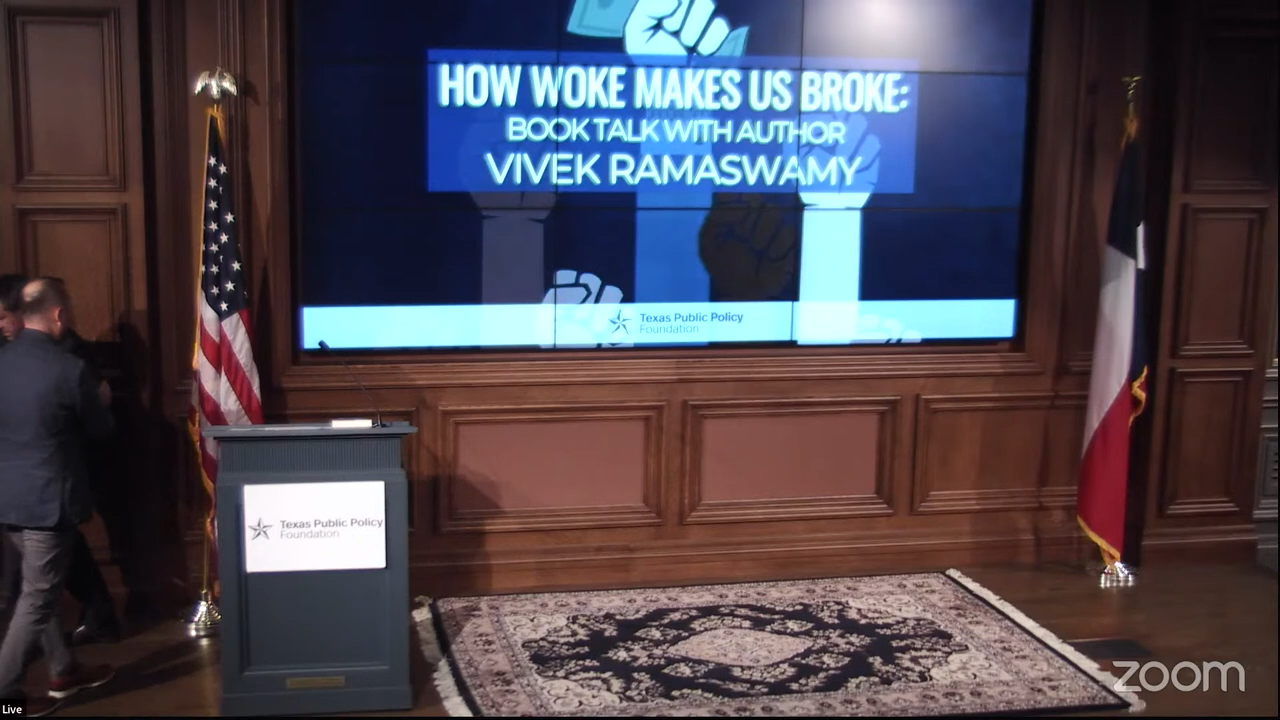 HOW WOKE MAKES US BROKE:
BOOK TALK WITH AUTHOR
VIVEK RAMASWAMY
Texas Public Policy
Foundation
Texas Public Policy
Foundation
zoom
Live